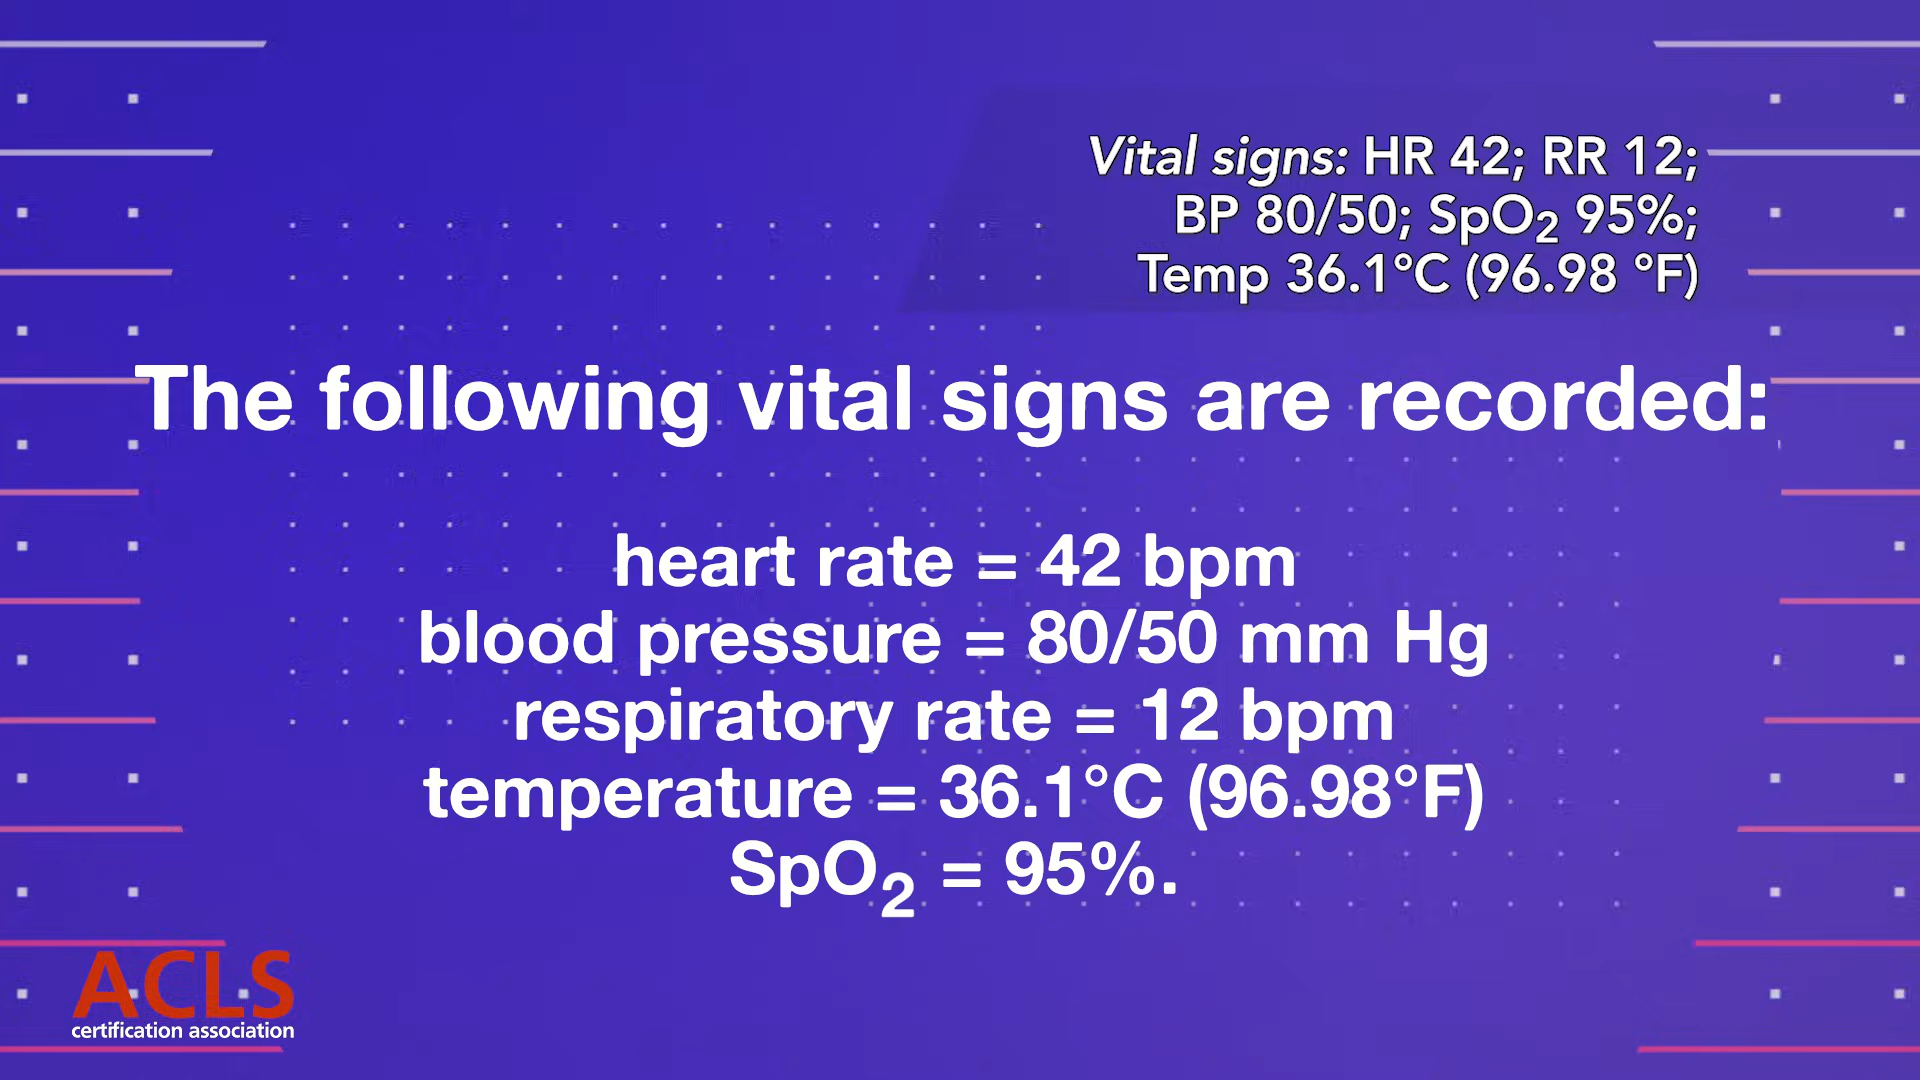 Vital signs: HR 42; RR 12;
BP 80/50; SpO₂ 95%;
Temp 36.1°C (96.98 °F)
The following vital signs are recorded:
heart rate = 42 bpm
blood pressure = 80/50 mm Hg
respiratory rate = 12 bpm
temperature = 36.1°C (96.98°F)
SpO₂ = 95%.
ACLS
certification association